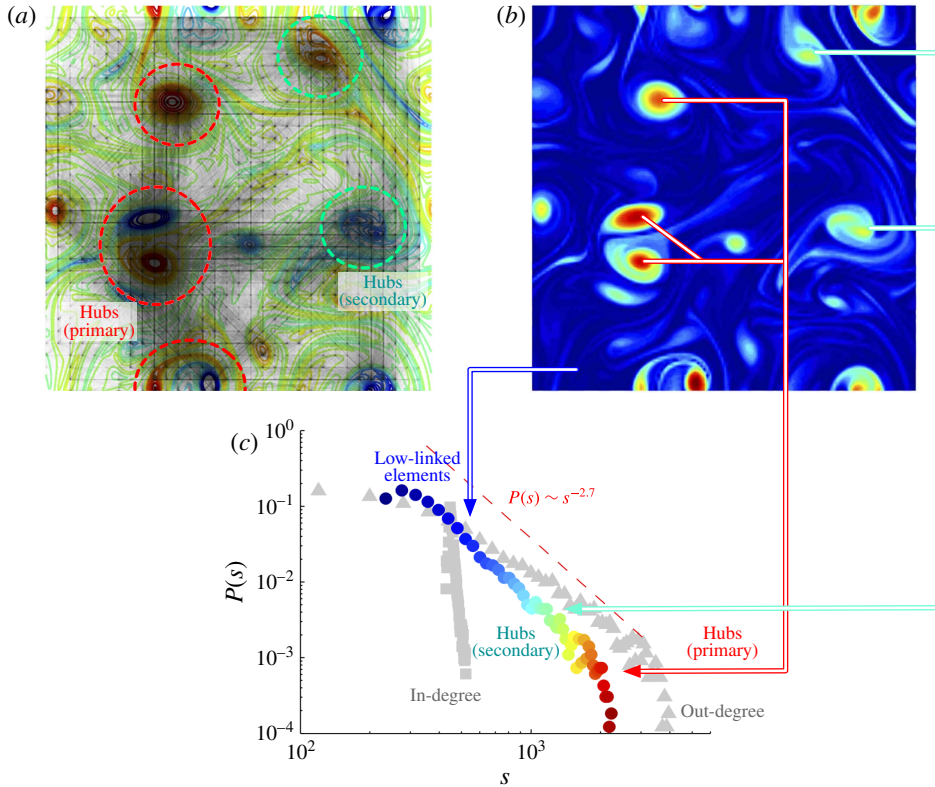 (a)
(b)
Hubs
(primary)
Hubs
(secondary)
(c)
10^0
10^-1
10^-2
10^-3
10^-4
P(s)
Low-linked
elements
P(s) ~ s^-2.7
Hubs
(secondary)
Hubs
(primary)
In-degree
Out-degree
10^2
10^3
s